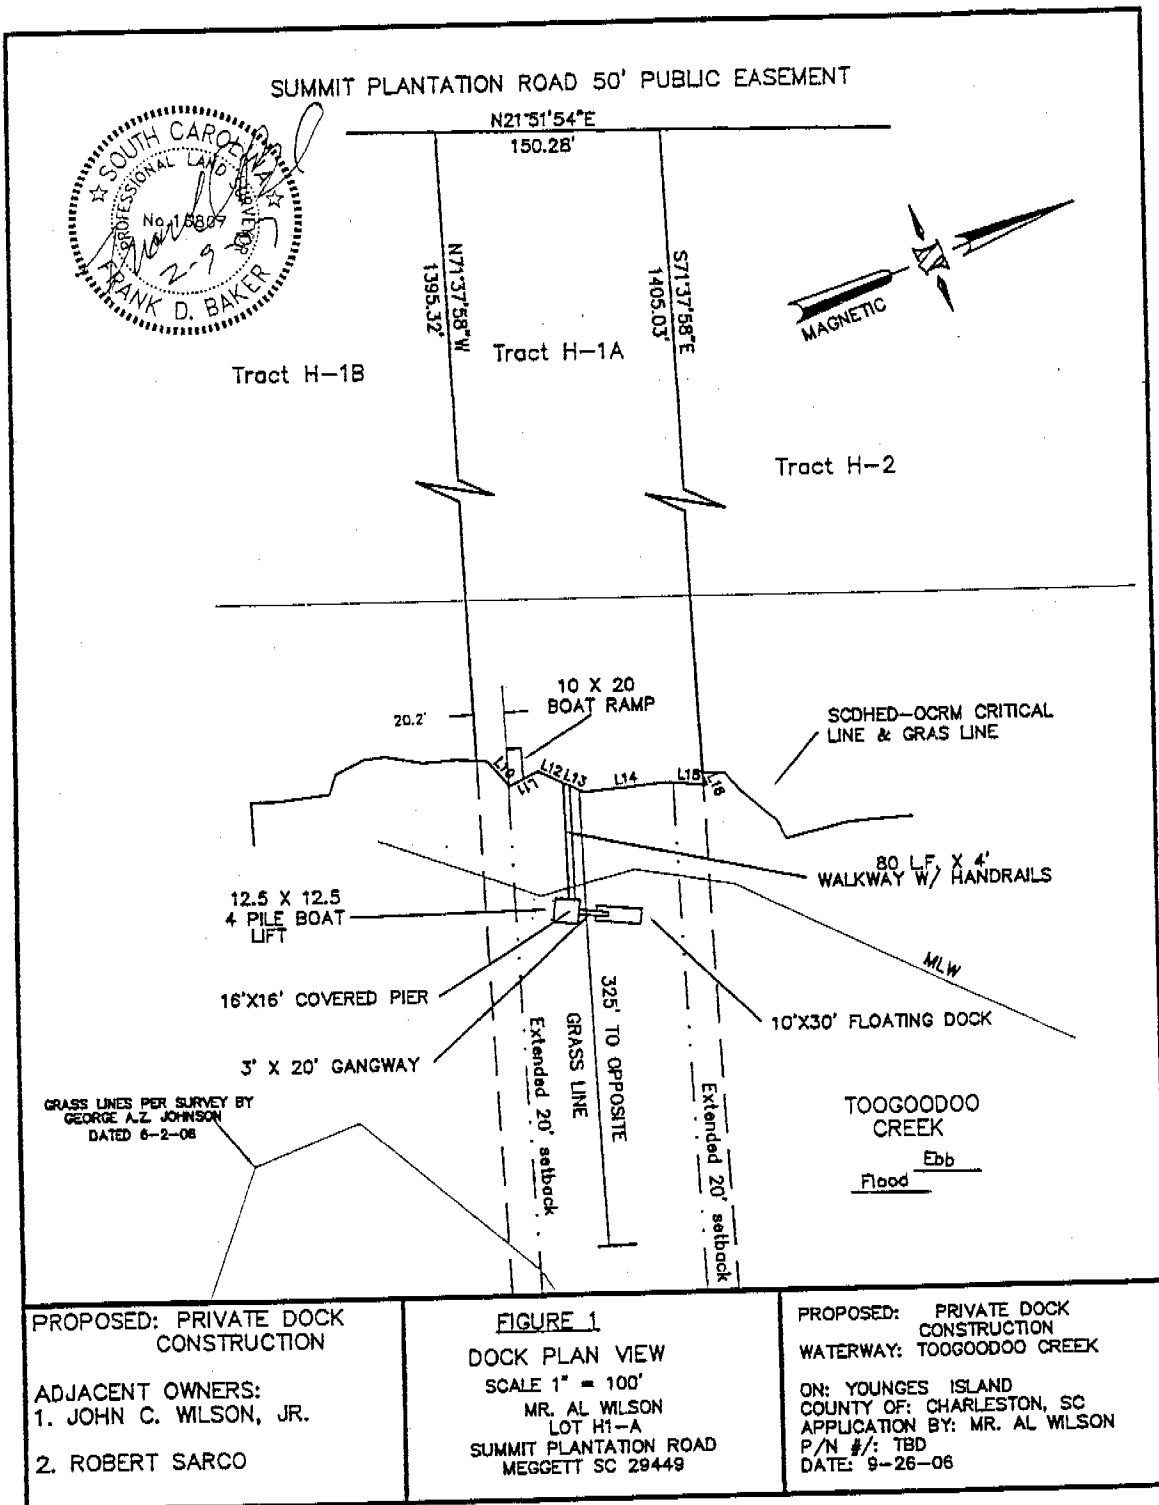 SUMMIT PLANTATION ROAD 50' PUBLIC EASEMENT
N21°51'54"E
150.28'
SOUTH CAROLINA
PROFESSIONAL LAND SURVEYOR
2-9-
FRANK D. BAKER
N71°37'58"W
1395.32'
S71°37'58"E
1405.03'
MAGNETIC
Tract H-1B
Tract H-1A
Tract H-2
10 X 20
BOAT RAMP
20.2'
SCDHED-OCRM CRITICAL
LINE & GRAS LINE
L10
L11
L12
L13
L14
L15
L16
80 L.F. X 4'
WALKWAY W/ HANDRAILS
12.5 X 12.5
4 PILE BOAT
LIFT
MLW
16'X16' COVERED PIER
10'X30' FLOATING DOCK
3' X 20' GANGWAY
Extended 20' setback
GRASS LINE
325' TO OPPOSITE
Extended 20' setback
GRASS LINES PER SURVEY BY
GEORGE A.Z. JOHNSON
DATED 6-2-06
TOOGOODOO
CREEK
Ebb
Flood
PROPOSED: PRIVATE DOCK
CONSTRUCTION
ADJACENT OWNERS:
1. JOHN C. WILSON, JR.
2. ROBERT SARCO
FIGURE 1
DOCK PLAN VIEW
SCALE 1" = 100'
MR. AL WILSON
LOT H1-A
SUMMIT PLANTATION ROAD
MEGGETT SC 29449
PROPOSED: PRIVATE DOCK
CONSTRUCTION
WATERWAY: TOOGOODOO CREEK
ON: YOUNGES ISLAND
COUNTY OF: CHARLESTON, SC
APPLICATION BY: MR. AL WILSON
P/N #/: TBD
DATE: 9-26-06